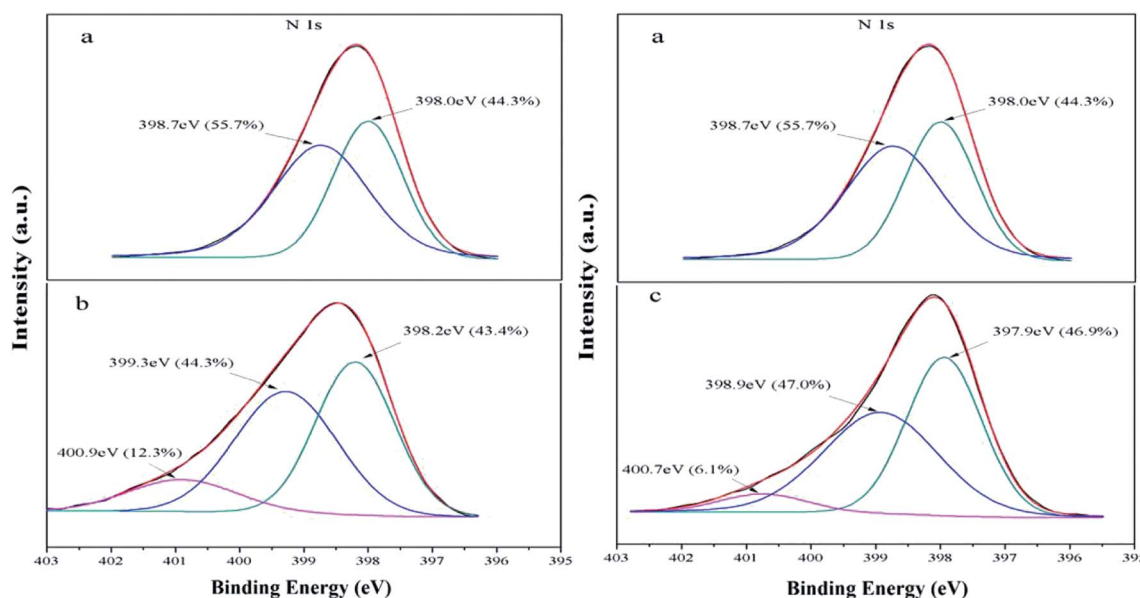 N 1s
a
398.0eV (44.3%)
398.7eV (55.7%)
b
398.2eV (43.4%)
399.3eV (44.3%)
400.9eV (12.3%)
Intensity (a.u.)
403 402 401 400 399 398 397 396 395
Binding Energy (eV)
N 1s
a
398.0eV (44.3%)
398.7eV (55.7%)
c
397.9eV (46.9%)
398.9eV (47.0%)
400.7eV (6.1%)
Intensity (a.u.)
403 402 401 400 399 398 397 396
Binding Energy (eV)